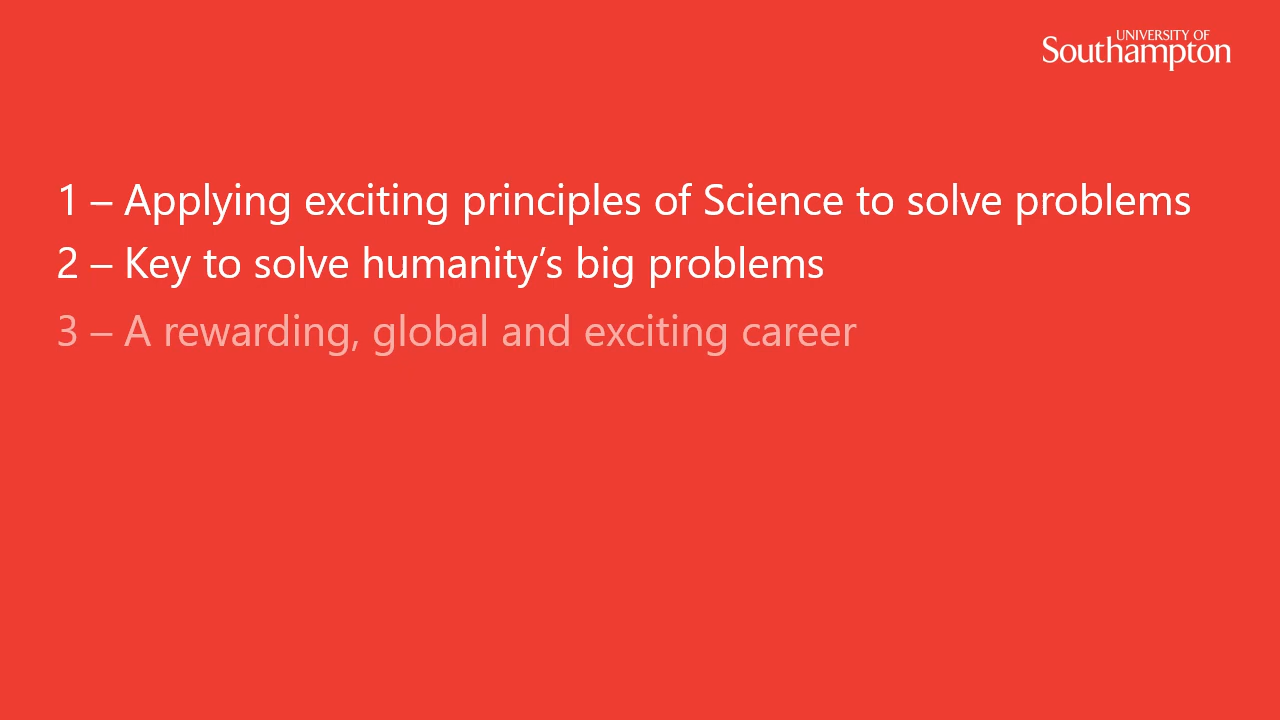 UNIVERSITY OF
Southampton
1 – Applying exciting principles of Science to solve problems
2 – Key to solve humanity’s big problems
3 – A rewarding, global and exciting career